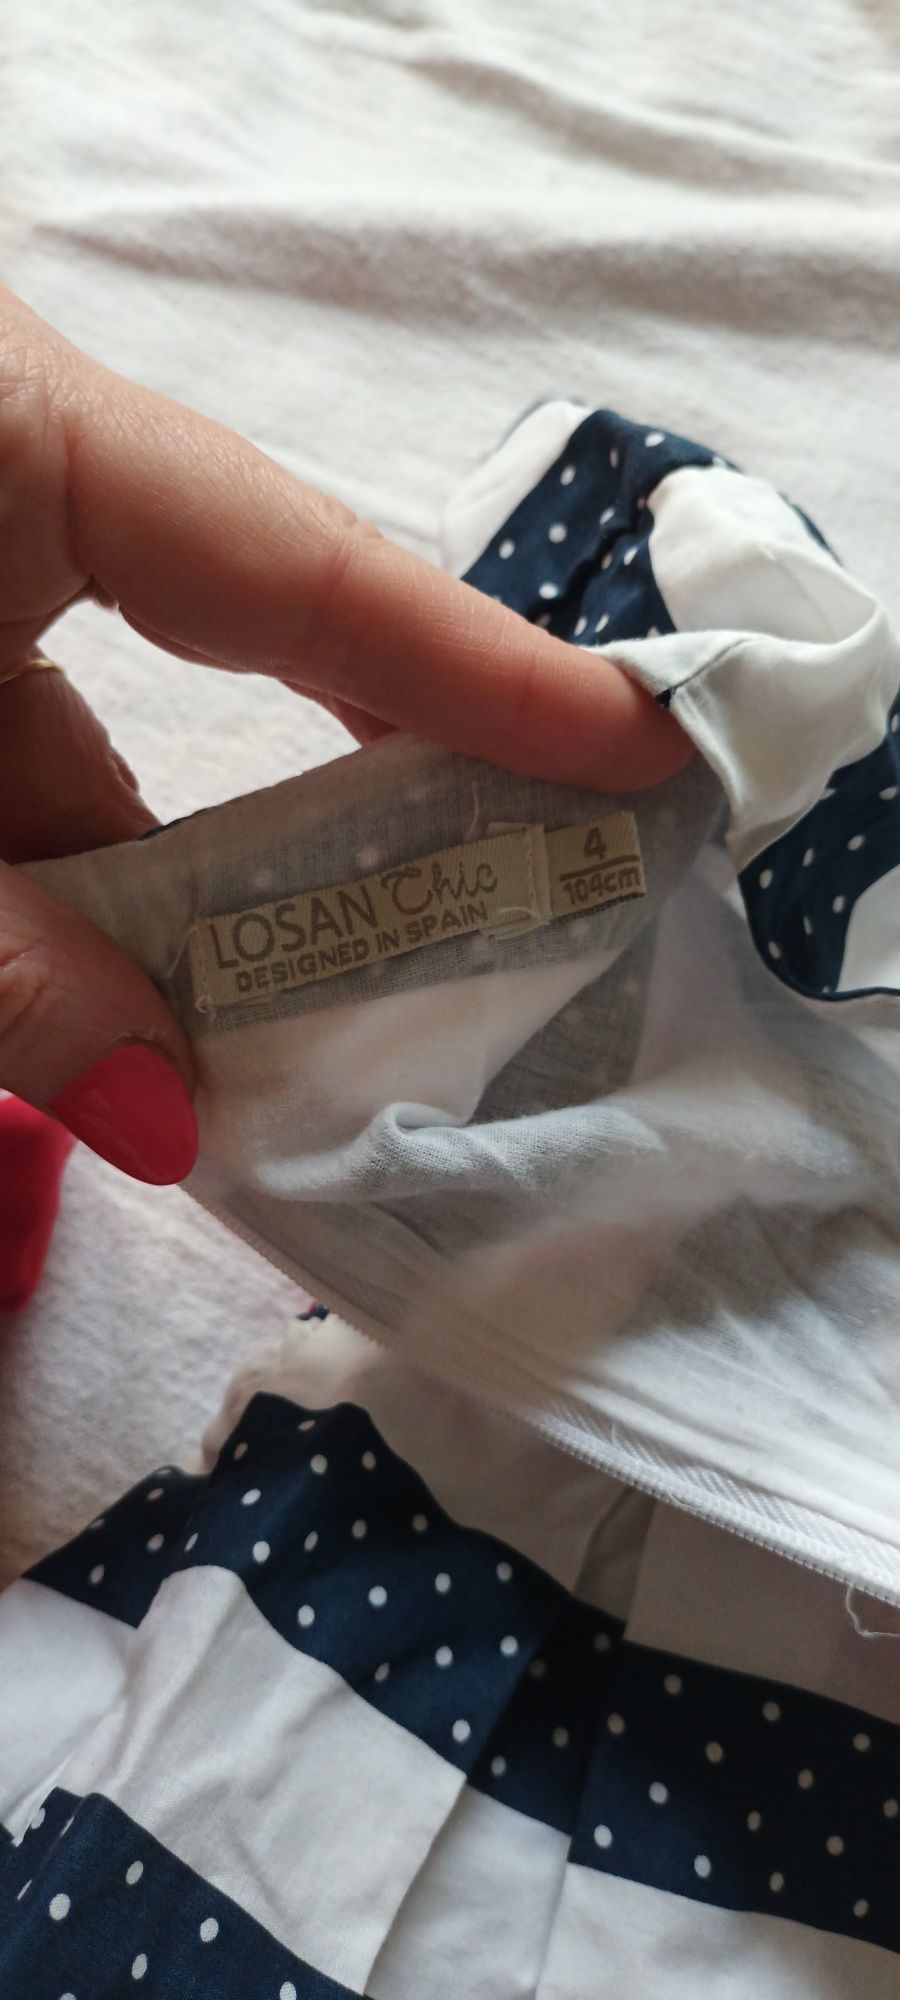 LOSAN Chic
DESIGNED IN SPAIN
4
104cm